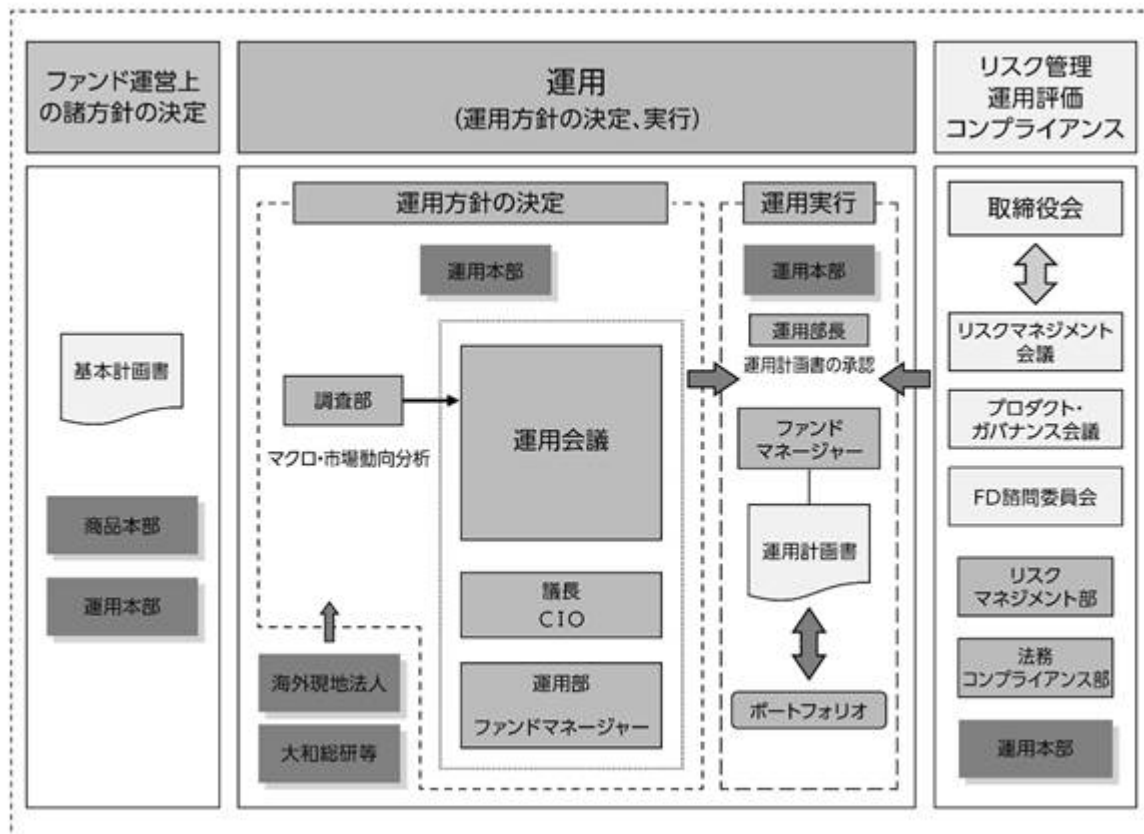 ファンド運営上
の諸方針の決定
運用
(運用方針の決定、実行)
リスク管理
運用評価
コンプライアンス
基本計画書
商品本部
運用本部
運用方針の決定
運用本部
調査部
マクロ・市場動向分析
運用会議
議長
CIO
運用部
ファンドマネージャー
海外現地法人
大和総研等
運用実行
運用本部
運用部長
運用計画書の承認
ファンド
マネージャー
運用計画書
ポートフォリオ
取締役会
リスクマネジメント
会議
プロダクト・
ガバナンス会議
FD諮問委員会
リスク
マネジメント部
法務
コンプライアンス部
運用本部